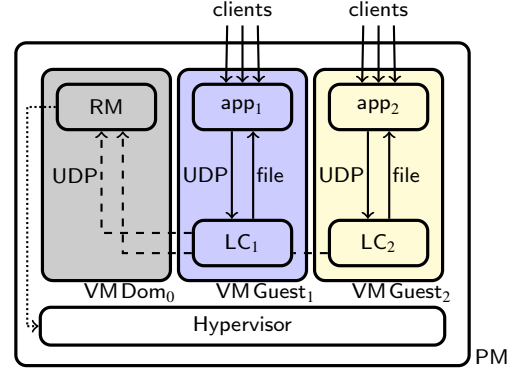 clients clients
RM app₁ app₂
UDP UDP file UDP file
LC₁ LC₂
VM Dom₀ VM Guest₁ VM Guest₂
Hypervisor
PM